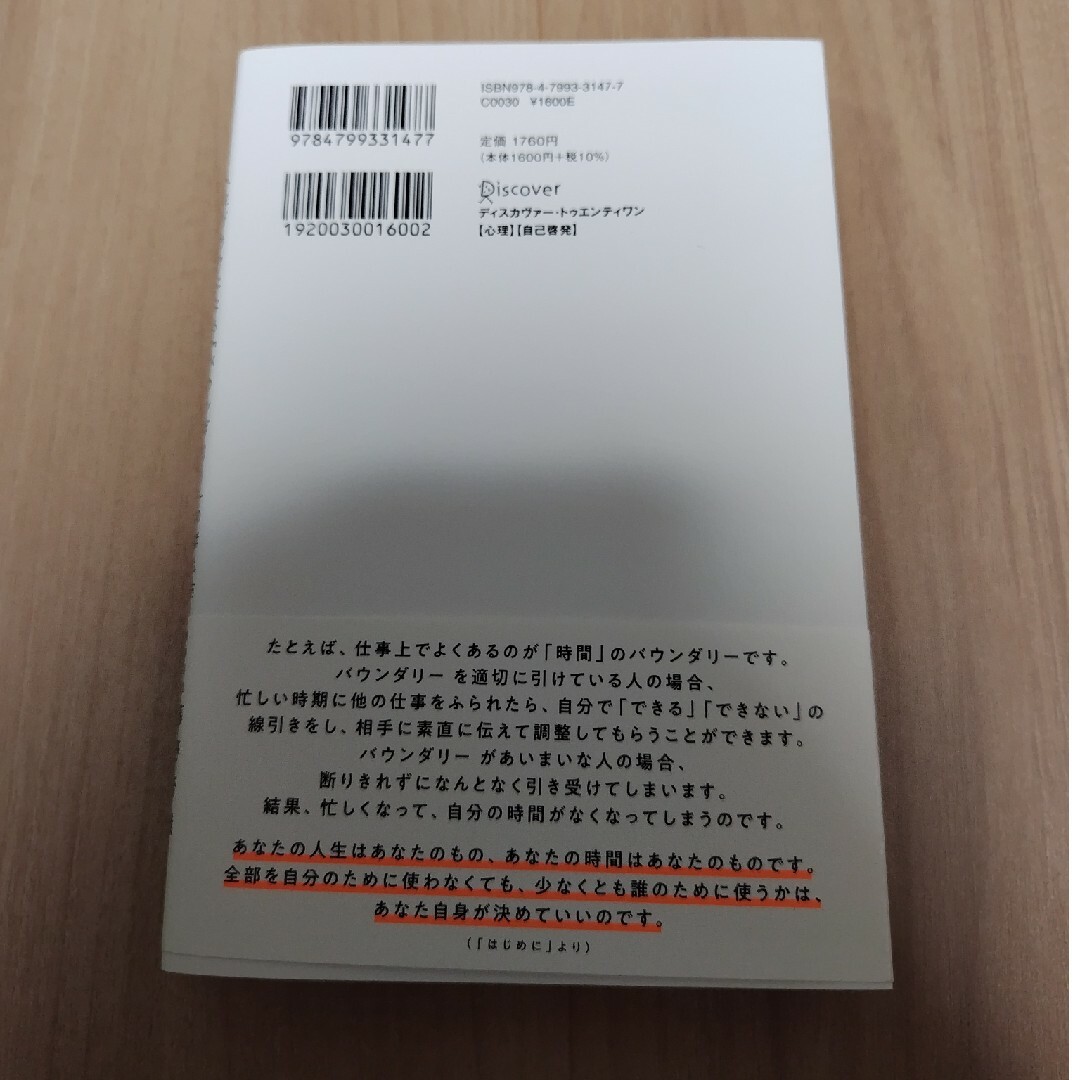 ISBN978-4-7993-3147-7
C0030 ¥1600E
9784799331477
定価 1760円
(本体1600円+税10%)
Discover
ディスカヴァー・トゥエンティワン
1920030016002
【心理】【自己啓発】
たとえば、仕事上でよくあるのが「時間」のバウンダリーです。
バウンダリー を適切に引けている人の場合、
忙しい時期に他の仕事をふられたら、自分で「できる」「できない」の
線引きをし、相手に素直に伝えて調整してもらうことができます。
バウンダリー があいまいな人の場合、
断りきれずになんとなく引き受けてしまいます。
結果、忙しくなって、自分の時間がなくなってしまうのです。
あなたの人生はあなたのもの、あなたの時間はあなたのものです。
全部を自分のために使わなくても、少なくとも誰のために使うかは、
あなた自身が決めていいのです。
(「はじめに」より)